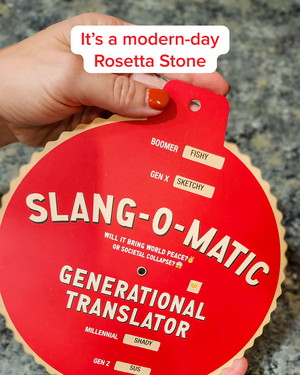 It's a modern-day
Rosetta Stone
BOOMER FISHY
GEN X SKETCHY
SLANG-O-MATIC
WILL IT BRING WORLD PEACE?✌
OR SOCIETAL COLLAPSE?😱
GENERATIONAL
TRANSLATOR
MILLENNIAL SHADY
GEN Z SUS